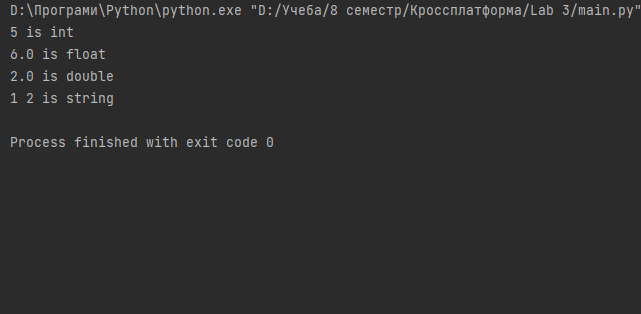 D:\Програми\Python\python.exe "D:/Учеба/8 семестр/Кроссплатформа/Lab 3/main.py"
5 is int
6.0 is float
2.0 is double
1 2 is string
Process finished with exit code 0